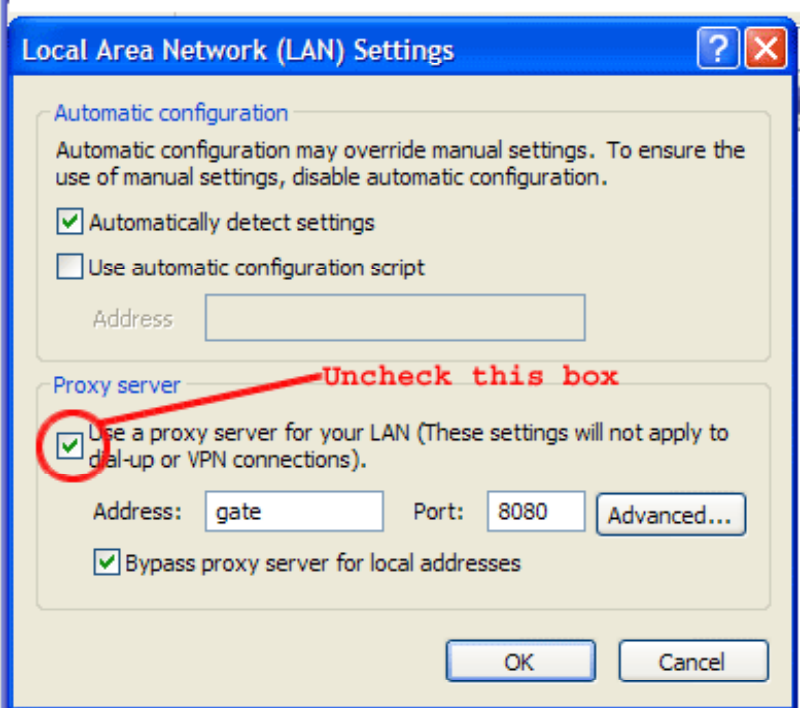 Local Area Network (LAN) Settings
Automatic configuration
Automatic configuration may override manual settings. To ensure the
use of manual settings, disable automatic configuration.
Automatically detect settings
Use automatic configuration script
Address
Uncheck this box
Proxy server
Use a proxy server for your LAN (These settings will not apply to
dial-up or VPN connections).
Address: gate Port: 8080 Advanced...
Bypass proxy server for local addresses
OK Cancel